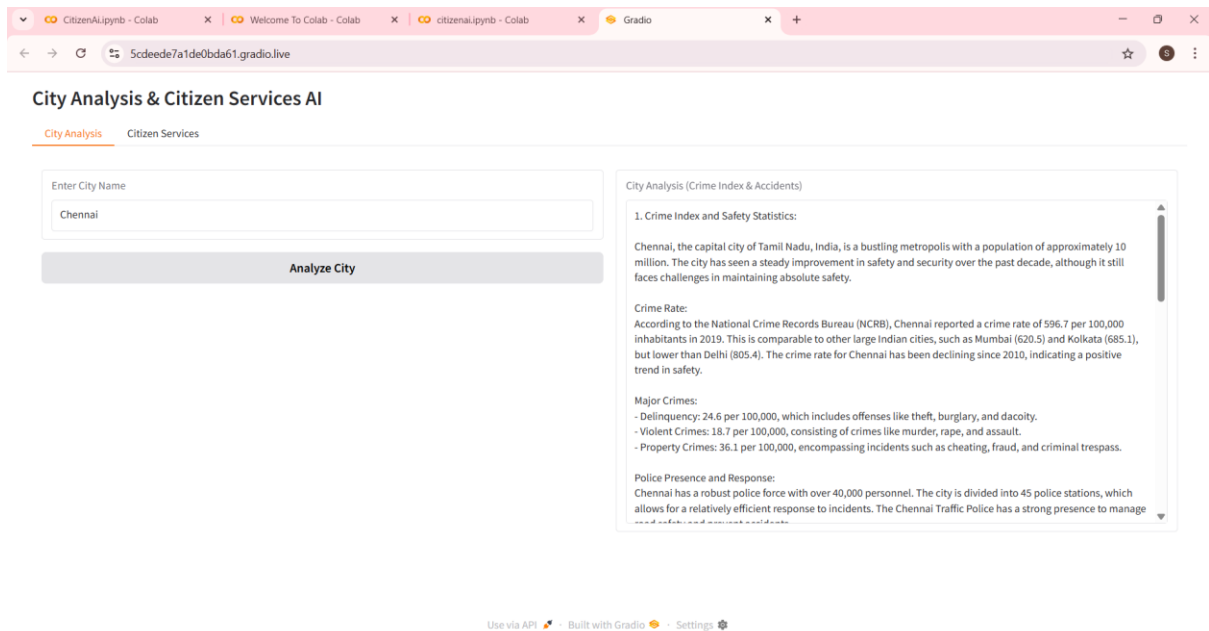 CitizenAi.ipynb - Colab
Welcome To Colab - Colab
citizenai.ipynb - Colab
Gradio
5cdeede7a1de0bda61.gradio.live
S
City Analysis & Citizen Services AI
City Analysis
Citizen Services
Enter City Name
Chennai
Analyze City
City Analysis (Crime Index & Accidents)
1. Crime Index and Safety Statistics:
Chennai, the capital city of Tamil Nadu, India, is a bustling metropolis with a population of approximately 10
million. The city has seen a steady improvement in safety and security over the past decade, although it still
faces challenges in maintaining absolute safety.
Crime Rate:
According to the National Crime Records Bureau (NCRB), Chennai reported a crime rate of 596.7 per 100,000
inhabitants in 2019. This is comparable to other large Indian cities, such as Mumbai (620.5) and Kolkata (685.1),
but lower than Delhi (805.4). The crime rate for Chennai has been declining since 2010, indicating a positive
trend in safety.
Major Crimes:
- Delinquency: 24.6 per 100,000, which includes offenses like theft, burglary, and dacoity.
- Violent Crimes: 18.7 per 100,000, consisting of crimes like murder, rape, and assault.
- Property Crimes: 36.1 per 100,000, encompassing incidents such as cheating, fraud, and criminal trespass.
Police Presence and Response:
Chennai has a robust police force with over 40,000 personnel. The city is divided into 45 police stations, which
allows for a relatively efficient response to incidents. The Chennai Traffic Police has a strong presence to manage
road safety and prevent accidents.
Use via API · Built with Gradio · Settings